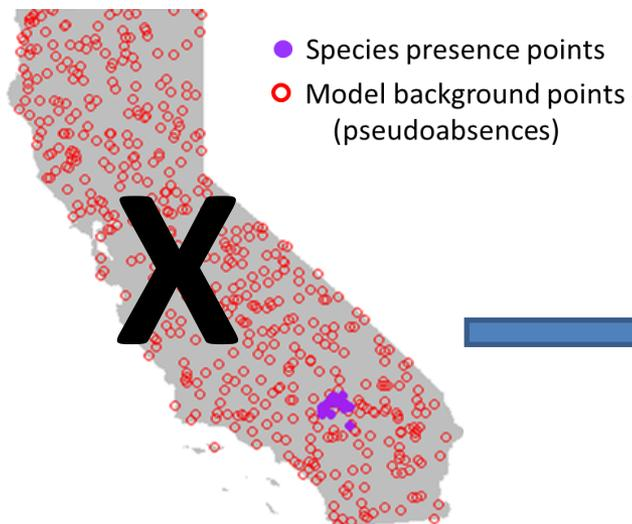 Species presence points
Model background points
(pseudoabsences)
X